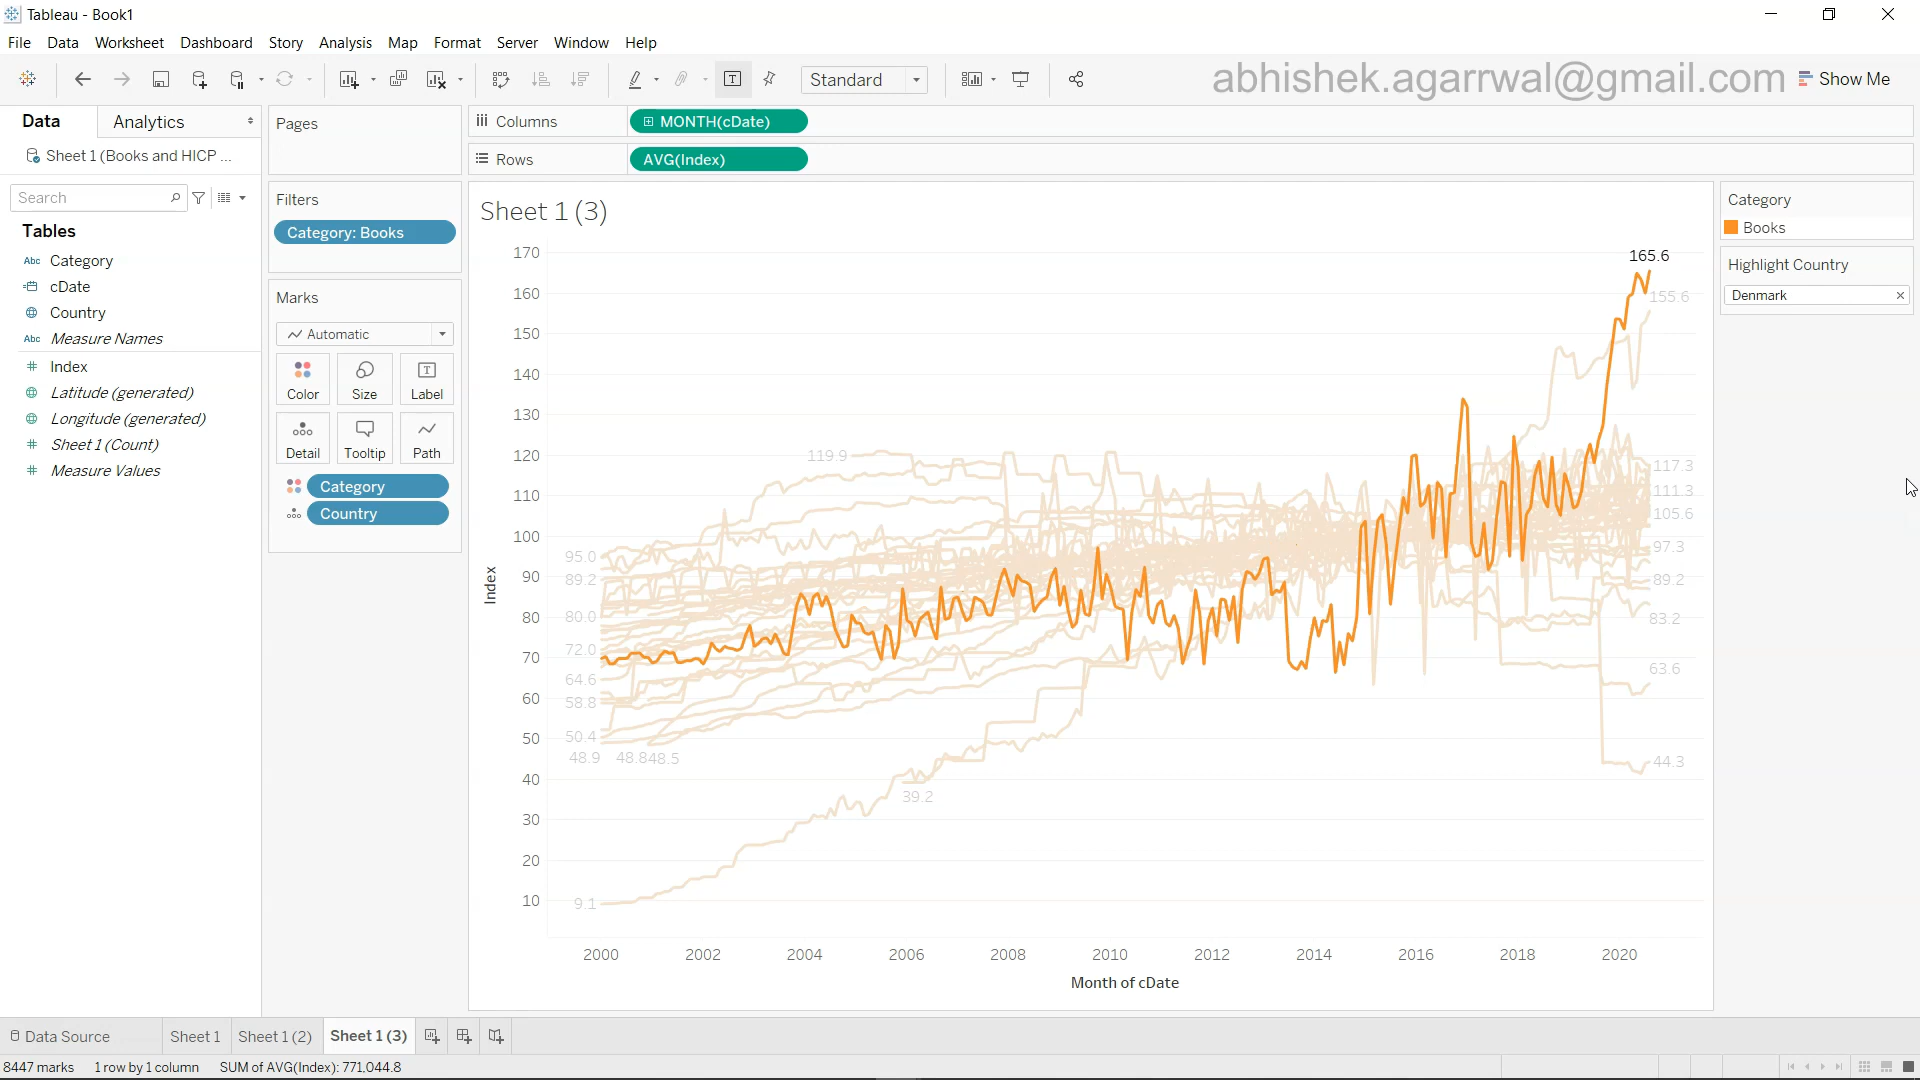 Tableau - Book1
File Data Worksheet Dashboard Story Analysis Map Format Server Window Help
Standard
abhishek.agarrwal@gmail.com
Show Me
Data
Analytics
Sheet 1 (Books and HICP ...
Search
Tables
Abc Category
cDate
Country
Abc Measure Names
Index
Latitude (generated)
Longitude (generated)
Sheet 1 (Count)
Measure Values
Pages
Filters
Category: Books
Marks
Automatic
Color Size Label
Detail Tooltip Path
Category
Country
Columns
MONTH(cDate)
Rows
AVG(Index)
Sheet 1 (3)
Index
170
160
150
140
130
120
110
100
90
80
70
60
50
40
30
20
10
165.6
155.6
119.9
117.3
111.3
105.6
97.3
89.2
83.2
63.6
44.3
95.0
89.2
80.0
72.0
64.6
58.8
50.4
48.9 48.8 48.5
39.2
9.1
2000 2002 2004 2006 2008 2010 2012 2014 2016 2018 2020
Month of cDate
Category
Books
Highlight Country
Denmark
Data Source Sheet 1 Sheet 1 (2) Sheet 1 (3)
8447 marks 1 row by 1 column SUM of AVG(Index): 771,044.8